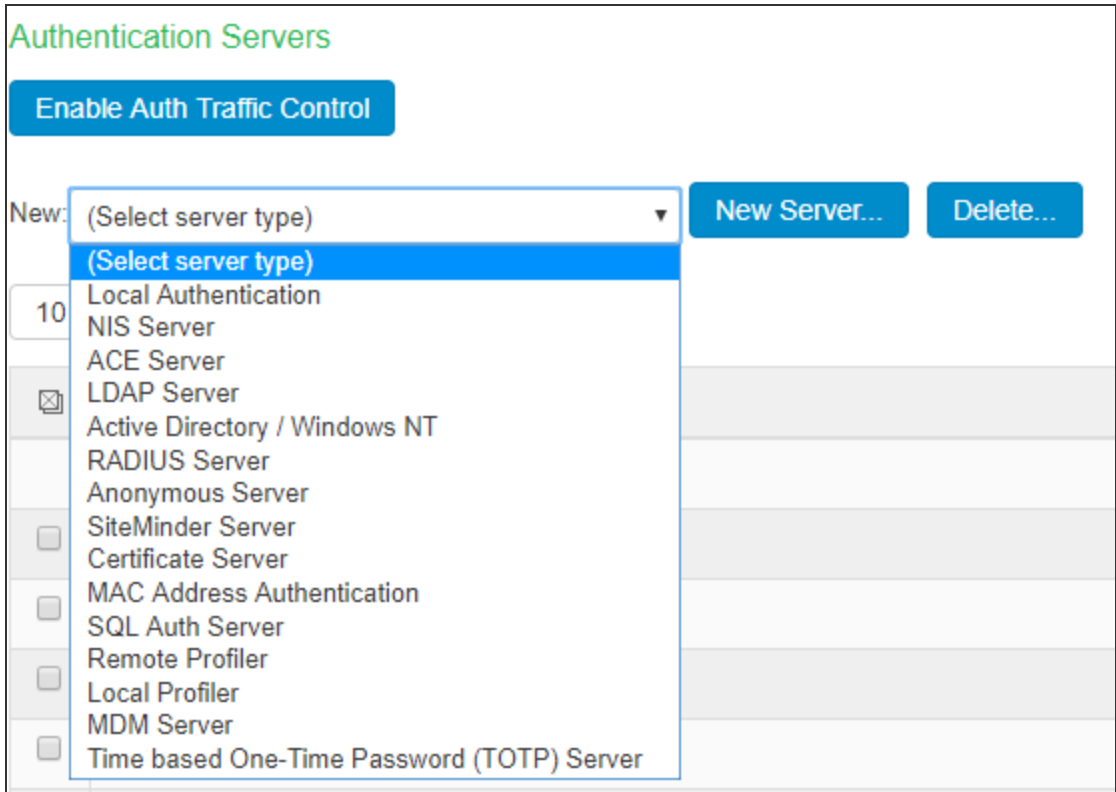 Authentication Servers
Enable Auth Traffic Control
New: (Select server type) New Server... Delete...
(Select server type)
Local Authentication
10
NIS Server
ACE Server
LDAP Server
Active Directory / Windows NT
RADIUS Server
Anonymous Server
SiteMinder Server
Certificate Server
MAC Address Authentication
SQL Auth Server
Remote Profiler
Local Profiler
MDM Server
Time based One-Time Password (TOTP) Server